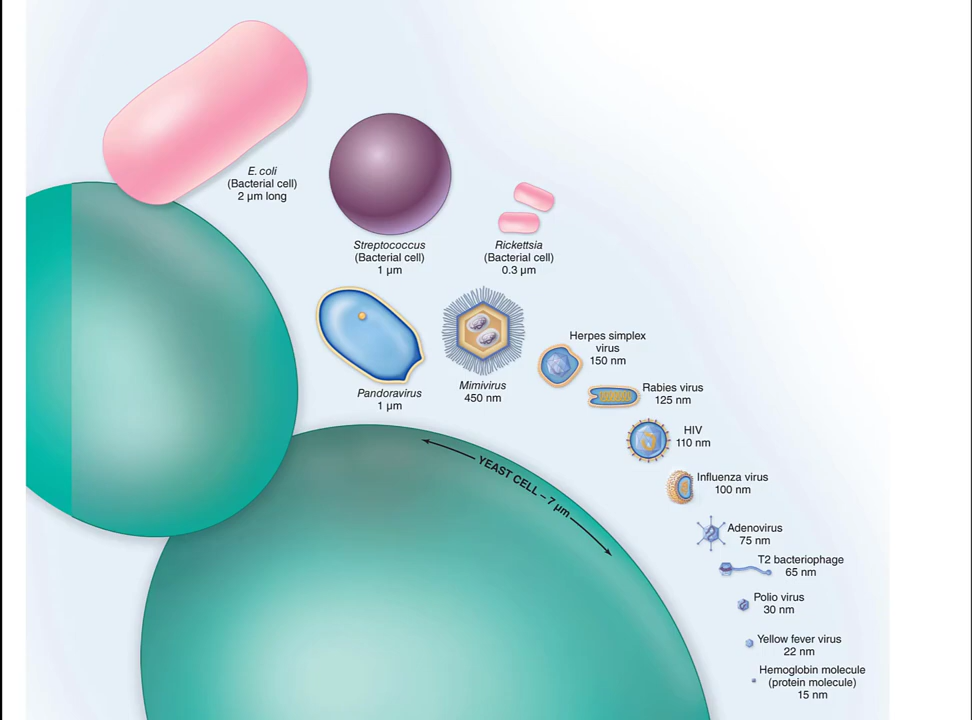 E. coli
(Bacterial cell)
2 µm long
Streptococcus
(Bacterial cell)
1 µm
Rickettsia
(Bacterial cell)
0.3 µm
Pandoravirus
1 µm
Mimivirus
450 nm
Herpes simplex
virus
150 nm
Rabies virus
125 nm
HIV
110 nm
YEAST CELL – 7 µm
Influenza virus
100 nm
Adenovirus
75 nm
T2 bacteriophage
65 nm
Polio virus
30 nm
Yellow fever virus
22 nm
Hemoglobin molecule
(protein molecule)
15 nm